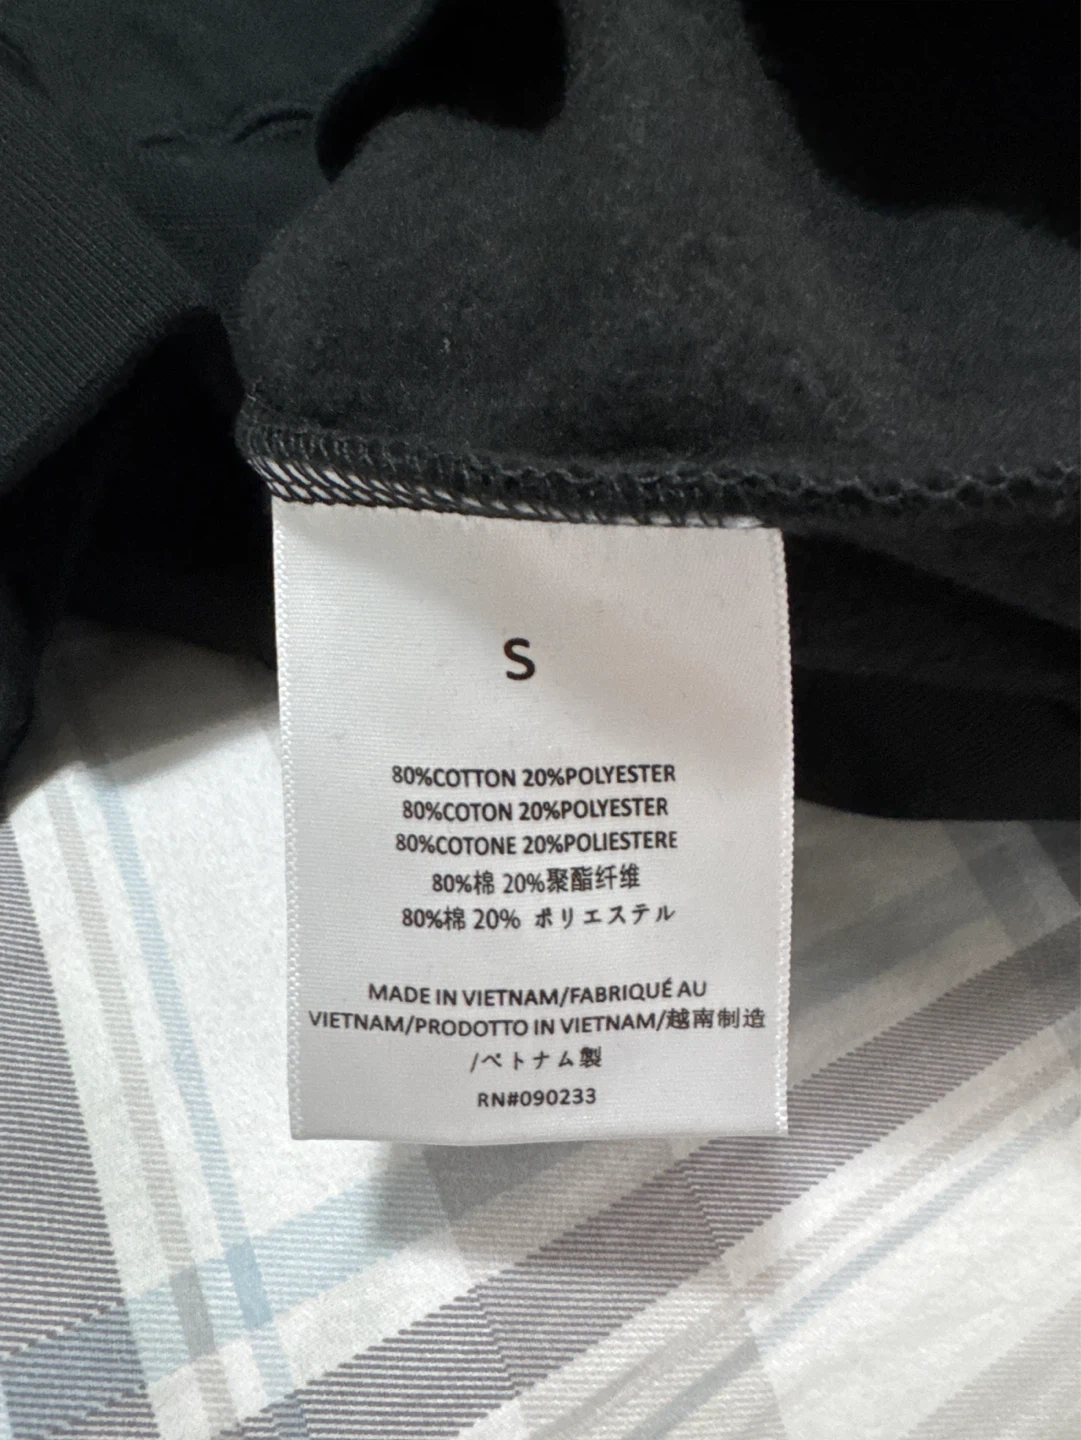 S
80%COTTON 20%POLYESTER
80%COTON 20%POLYESTER
80%COTONE 20%POLIESTERE
80%棉 20%聚酯纤维
80%棉 20% ポリエステル
MADE IN VIETNAM/FABRIQUÉ AU
VIETNAM/PRODOTTO IN VIETNAM/越南制造
/ベトナム製
RN#090233